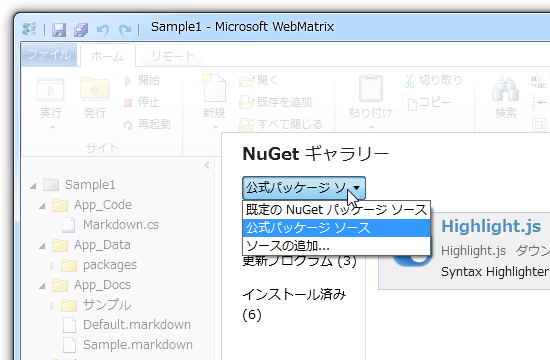 Sample1 - Microsoft WebMatrix
ファイル ホーム リモート
実行
発行
開始
停止
再起動
サイト
新規
開く
既存を追加
すべて閉じる
貼り付け
切り取り
コピー
検索
Sample1
App_Code
Markdown.cs
App_Data
packages
App_Docs
サンプル
Default.markdown
Sample.markdown
NuGet ギャラリー
公式パッケージ ソ
既定の NuGet パッケージ ソース
公式パッケージ ソース
ソースの追加...
更新プログラム (3)
インストール済み
(6)
Highlight.js
Highlight.js ダウン
Syntax Highlighter